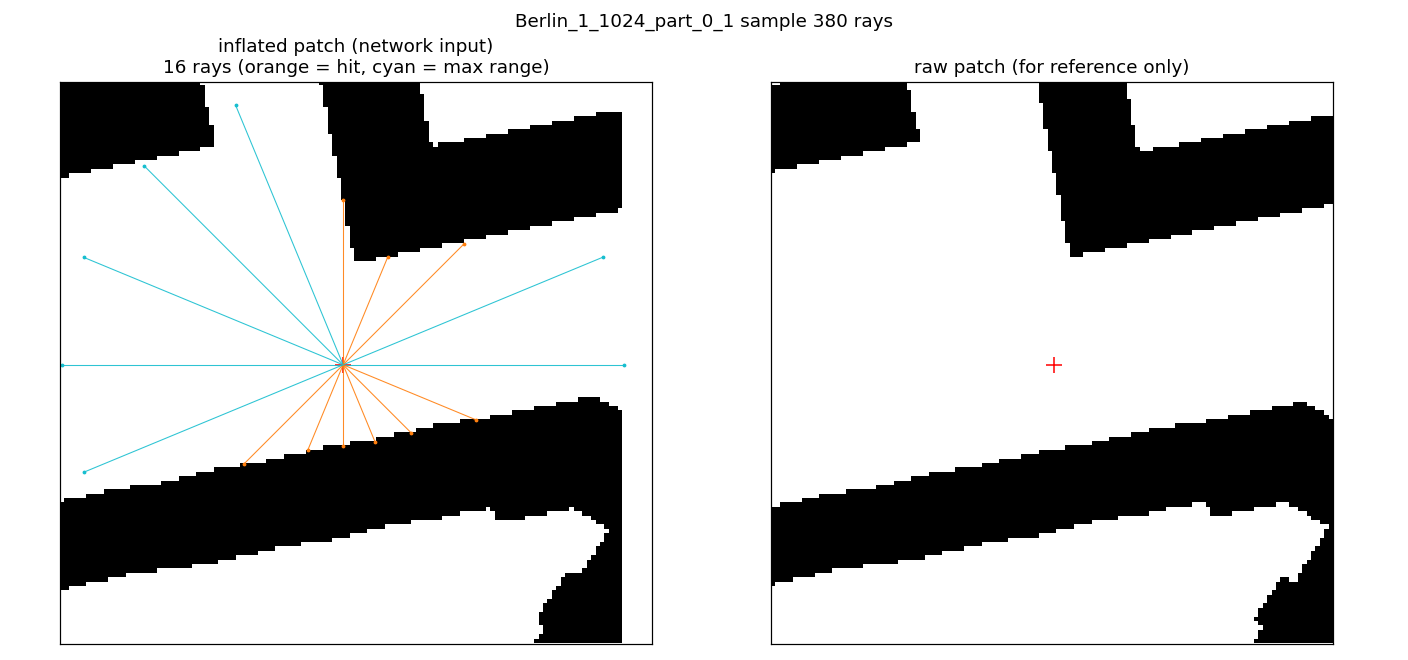 Berlin_1_1024_part_0_1 sample 380 rays
inflated patch (network input)
16 rays (orange = hit, cyan = max range)
raw patch (for reference only)